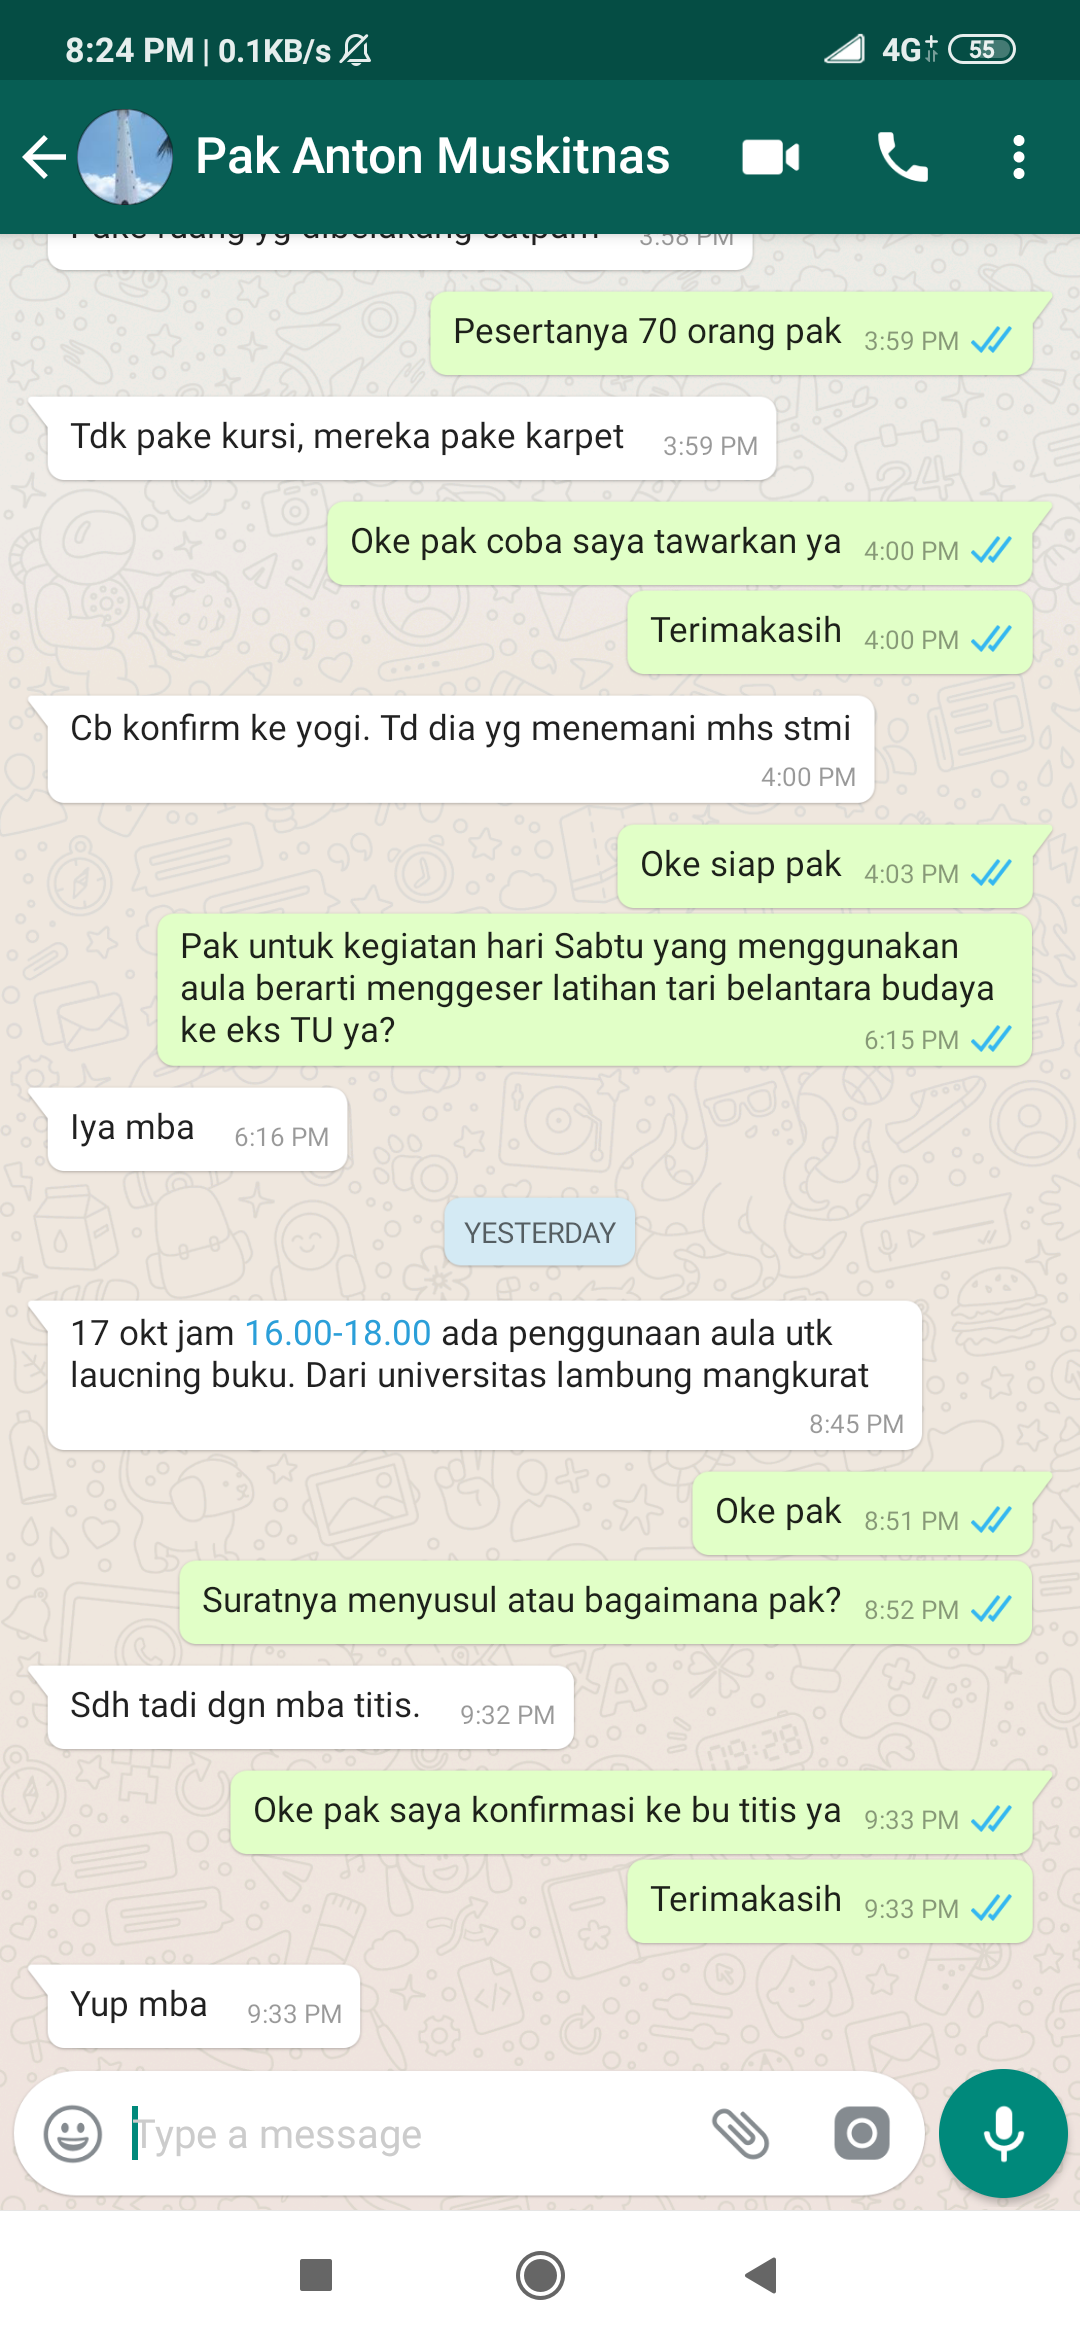 8:24 PM | 0.1KB/s
4G+
55
Pak Anton Muskitnas
3:58 PM
Pesertanya 70 orang pak 3:59 PM
Tdk pake kursi, mereka pake karpet 3:59 PM
Oke pak coba saya tawarkan ya 4:00 PM
Terimakasih 4:00 PM
Cb konfirm ke yogi. Td dia yg menemani mhs stmi
4:00 PM
Oke siap pak 4:03 PM
Pak untuk kegiatan hari Sabtu yang menggunakan
aula berarti menggeser latihan tari belantara budaya
ke eks TU ya? 6:15 PM
Iya mba 6:16 PM
YESTERDAY
17 okt jam 16.00-18.00 ada penggunaan aula utk
laucning buku. Dari universitas lambung mangkurat
8:45 PM
Oke pak 8:51 PM
Suratnya menyusul atau bagaimana pak? 8:52 PM
Sdh tadi dgn mba titis. 9:32 PM
Oke pak saya konfirmasi ke bu titis ya 9:33 PM
Terimakasih 9:33 PM
Yup mba 9:33 PM
Type a message